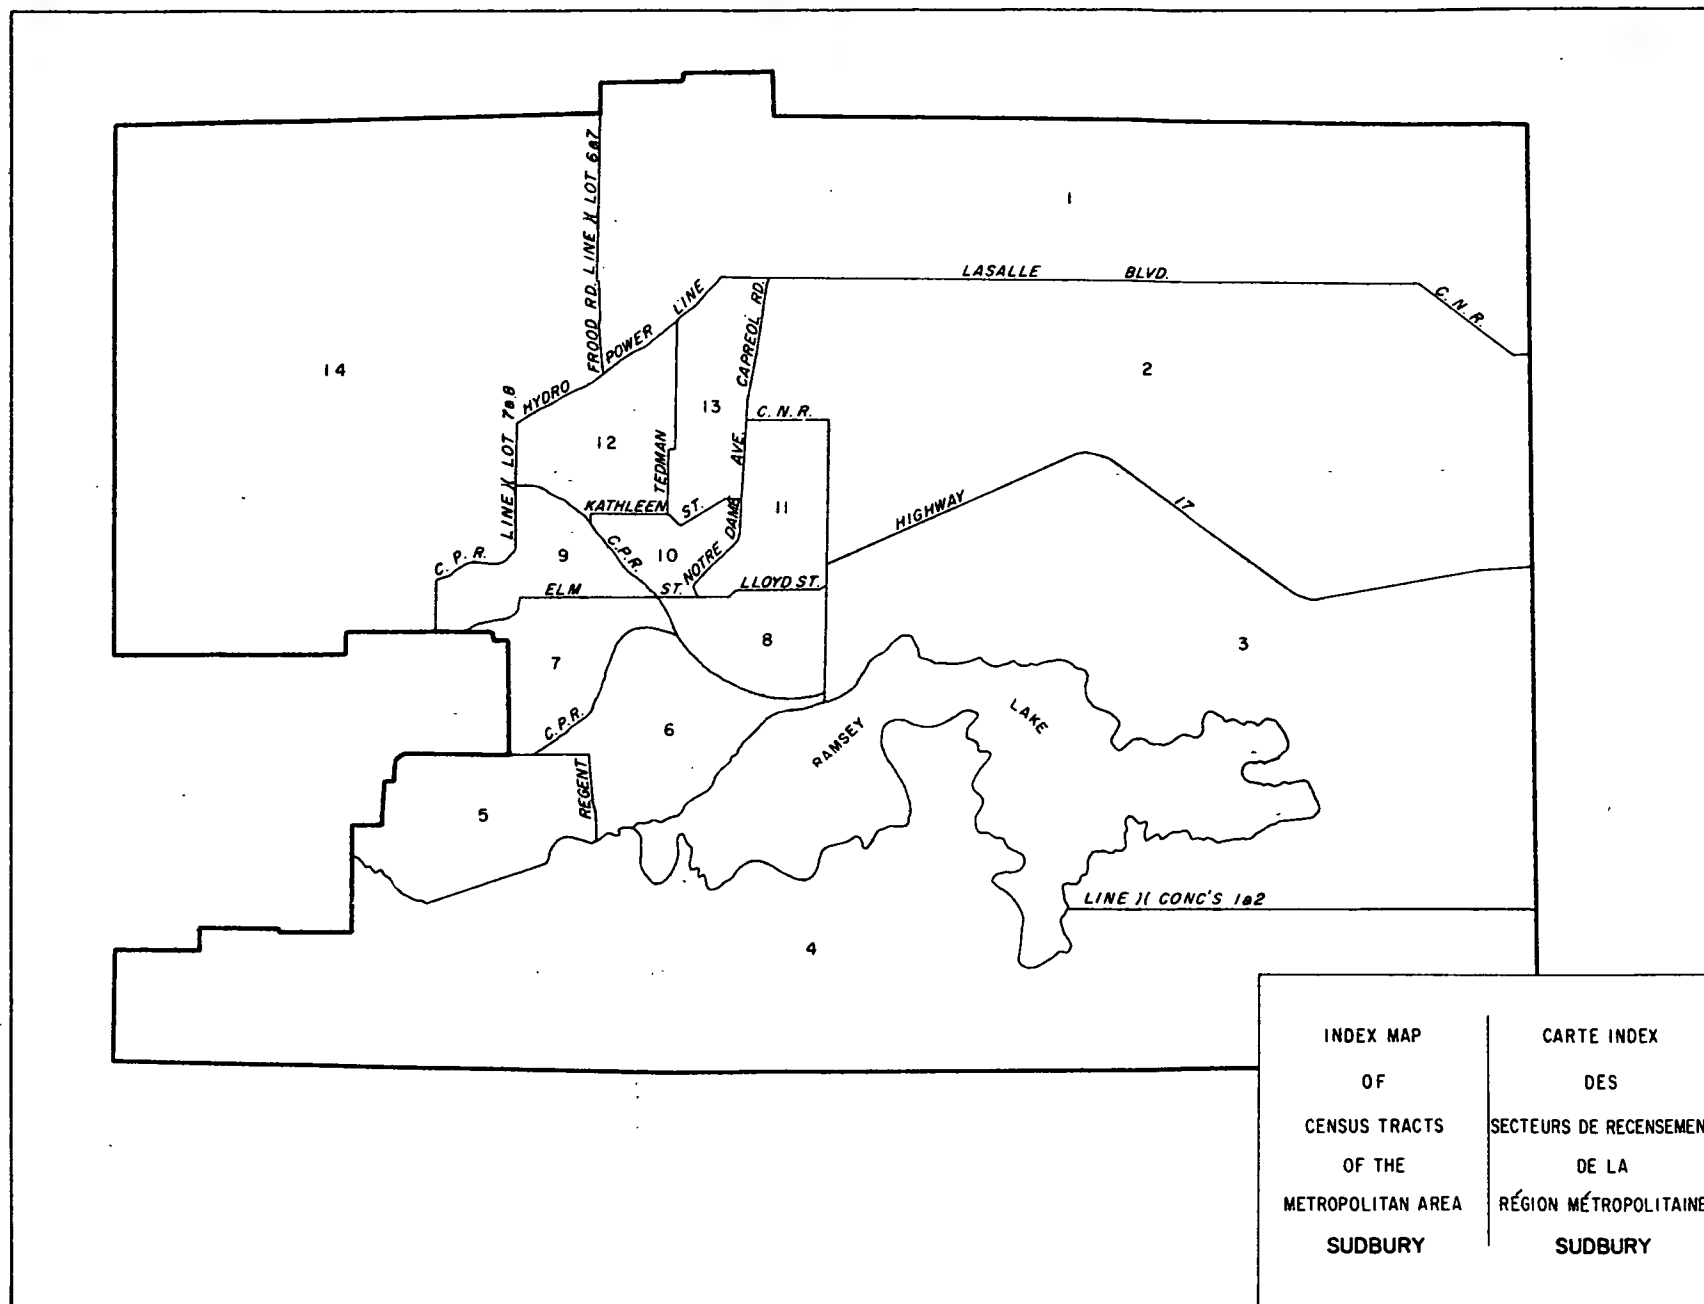 1
FROOD RD. LINE )( LOT 6&7
LASALLE BLVD.
C. N. R.
HYDRO POWER LINE
CAPREOL RD.
14
2
13
C. N. R.
LINE )( LOT 7&8
12
TEDMAN
NOTRE DAME AVE.
KATHLEEN ST.
11
HIGHWAY 17
C. P. R.
9
C.P.R.
10
ELM ST.
LLOYD ST.
8
3
7
C.P.R.
6
RAMSEY LAKE
REGENT
5
LINE )( CONC'S 1&2
4
INDEX MAP
OF
CENSUS TRACTS
OF THE
METROPOLITAN AREA
SUDBURY
CARTE INDEX
DES
SECTEURS DE RECENSEMEN
DE LA
RÉGION MÉTROPOLITAINE
SUDBURY